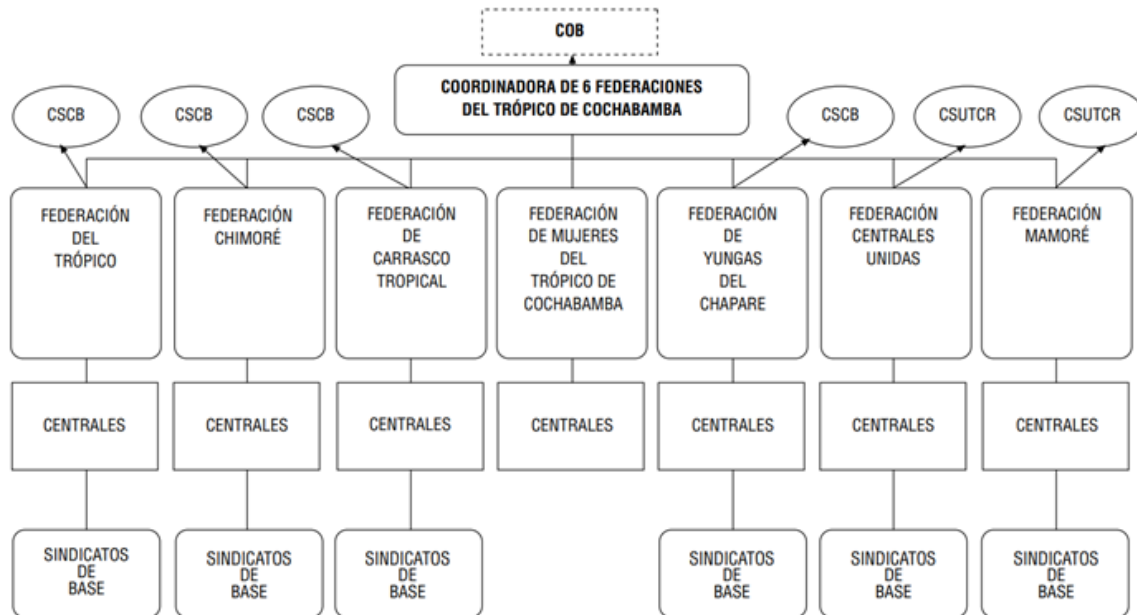 COB
COORDINADORA DE 6 FEDERACIONES
DEL TRÓPICO DE COCHABAMBA
CSCB
CSCB
CSCB
CSCB
CSUTCR
CSUTCR
FEDERACIÓN
DEL
TRÓPICO
FEDERACIÓN
CHIMORÉ
FEDERACIÓN
DE
CARRASCO
TROPICAL
FEDERACIÓN
DE MUJERES
DEL
TRÓPICO DE
COCHABAMBA
FEDERACIÓN
DE
YUNGAS
DEL
CHAPARE
FEDERACIÓN
CENTRALES
UNIDAS
FEDERACIÓN
MAMORÉ
CENTRALES
CENTRALES
CENTRALES
CENTRALES
CENTRALES
CENTRALES
CENTRALES
SINDICATOS
DE
BASE
SINDICATOS
DE
BASE
SINDICATOS
DE
BASE
SINDICATOS
DE
BASE
SINDICATOS
DE
BASE
SINDICATOS
DE
BASE